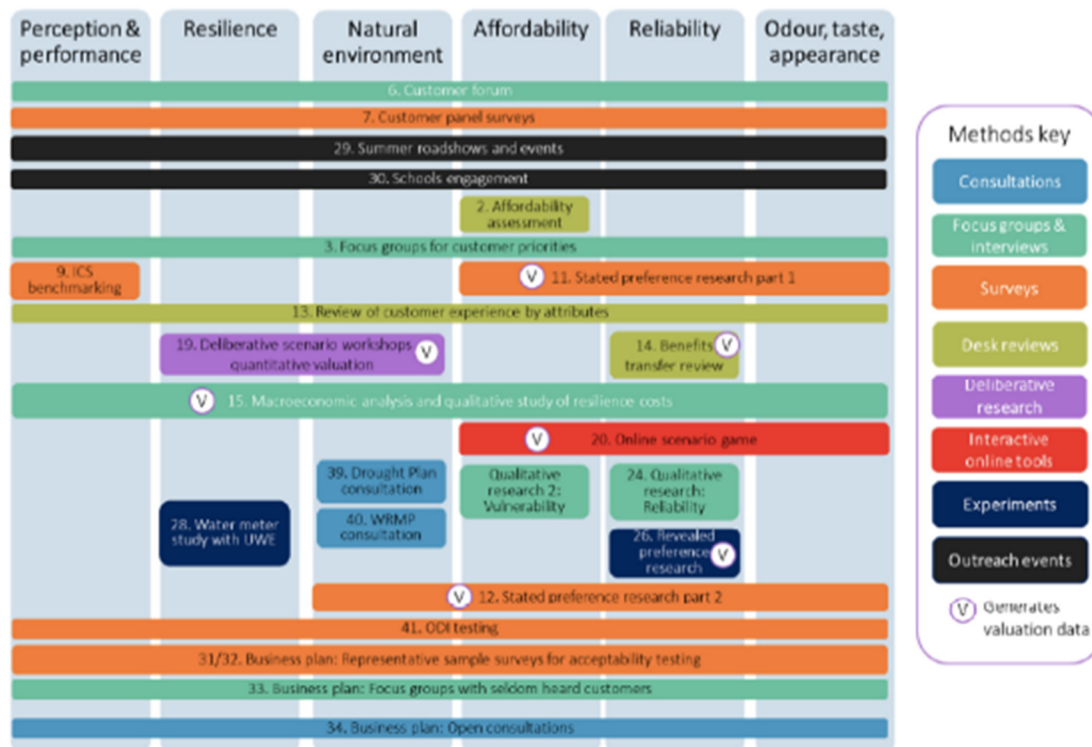 Perception &
performance
Resilience
Natural
environment
Affordability
Reliability
Odour, taste,
appearance
6. Customer forum
7. Customer panel surveys
29. Summer roadshows and events
30. Schools engagement
2. Affordability
assessment
3. Focus groups for customer priorities
9. ICS
benchmarking
V
11. Stated preference research part 1
13. Review of customer experience by attributes
19. Deliberative scenario workshops
quantitative valuation
V
14. Benefits
transfer review
V
V
15. Macroeconomic analysis and qualitative study of resilience costs
V
20. Online scenario game
39. Drought Plan
consultation
Qualitative
research 2:
Vulnerability
24. Qualitative
research:
Reliability
28. Water meter
study with UWE
40. WRMP
consultation
26. Revealed
preference
research
V
V
12. Stated preference research part 2
41. ODI testing
31/32. Business plan: Representative sample surveys for acceptability testing
33. Business plan: Focus groups with seldom heard customers
34. Business plan: Open consultations
Methods key
Consultations
Focus groups &
interviews
Surveys
Desk reviews
Deliberative
research
Interactive
online tools
Experiments
Outreach events
V
Generates
valuation data